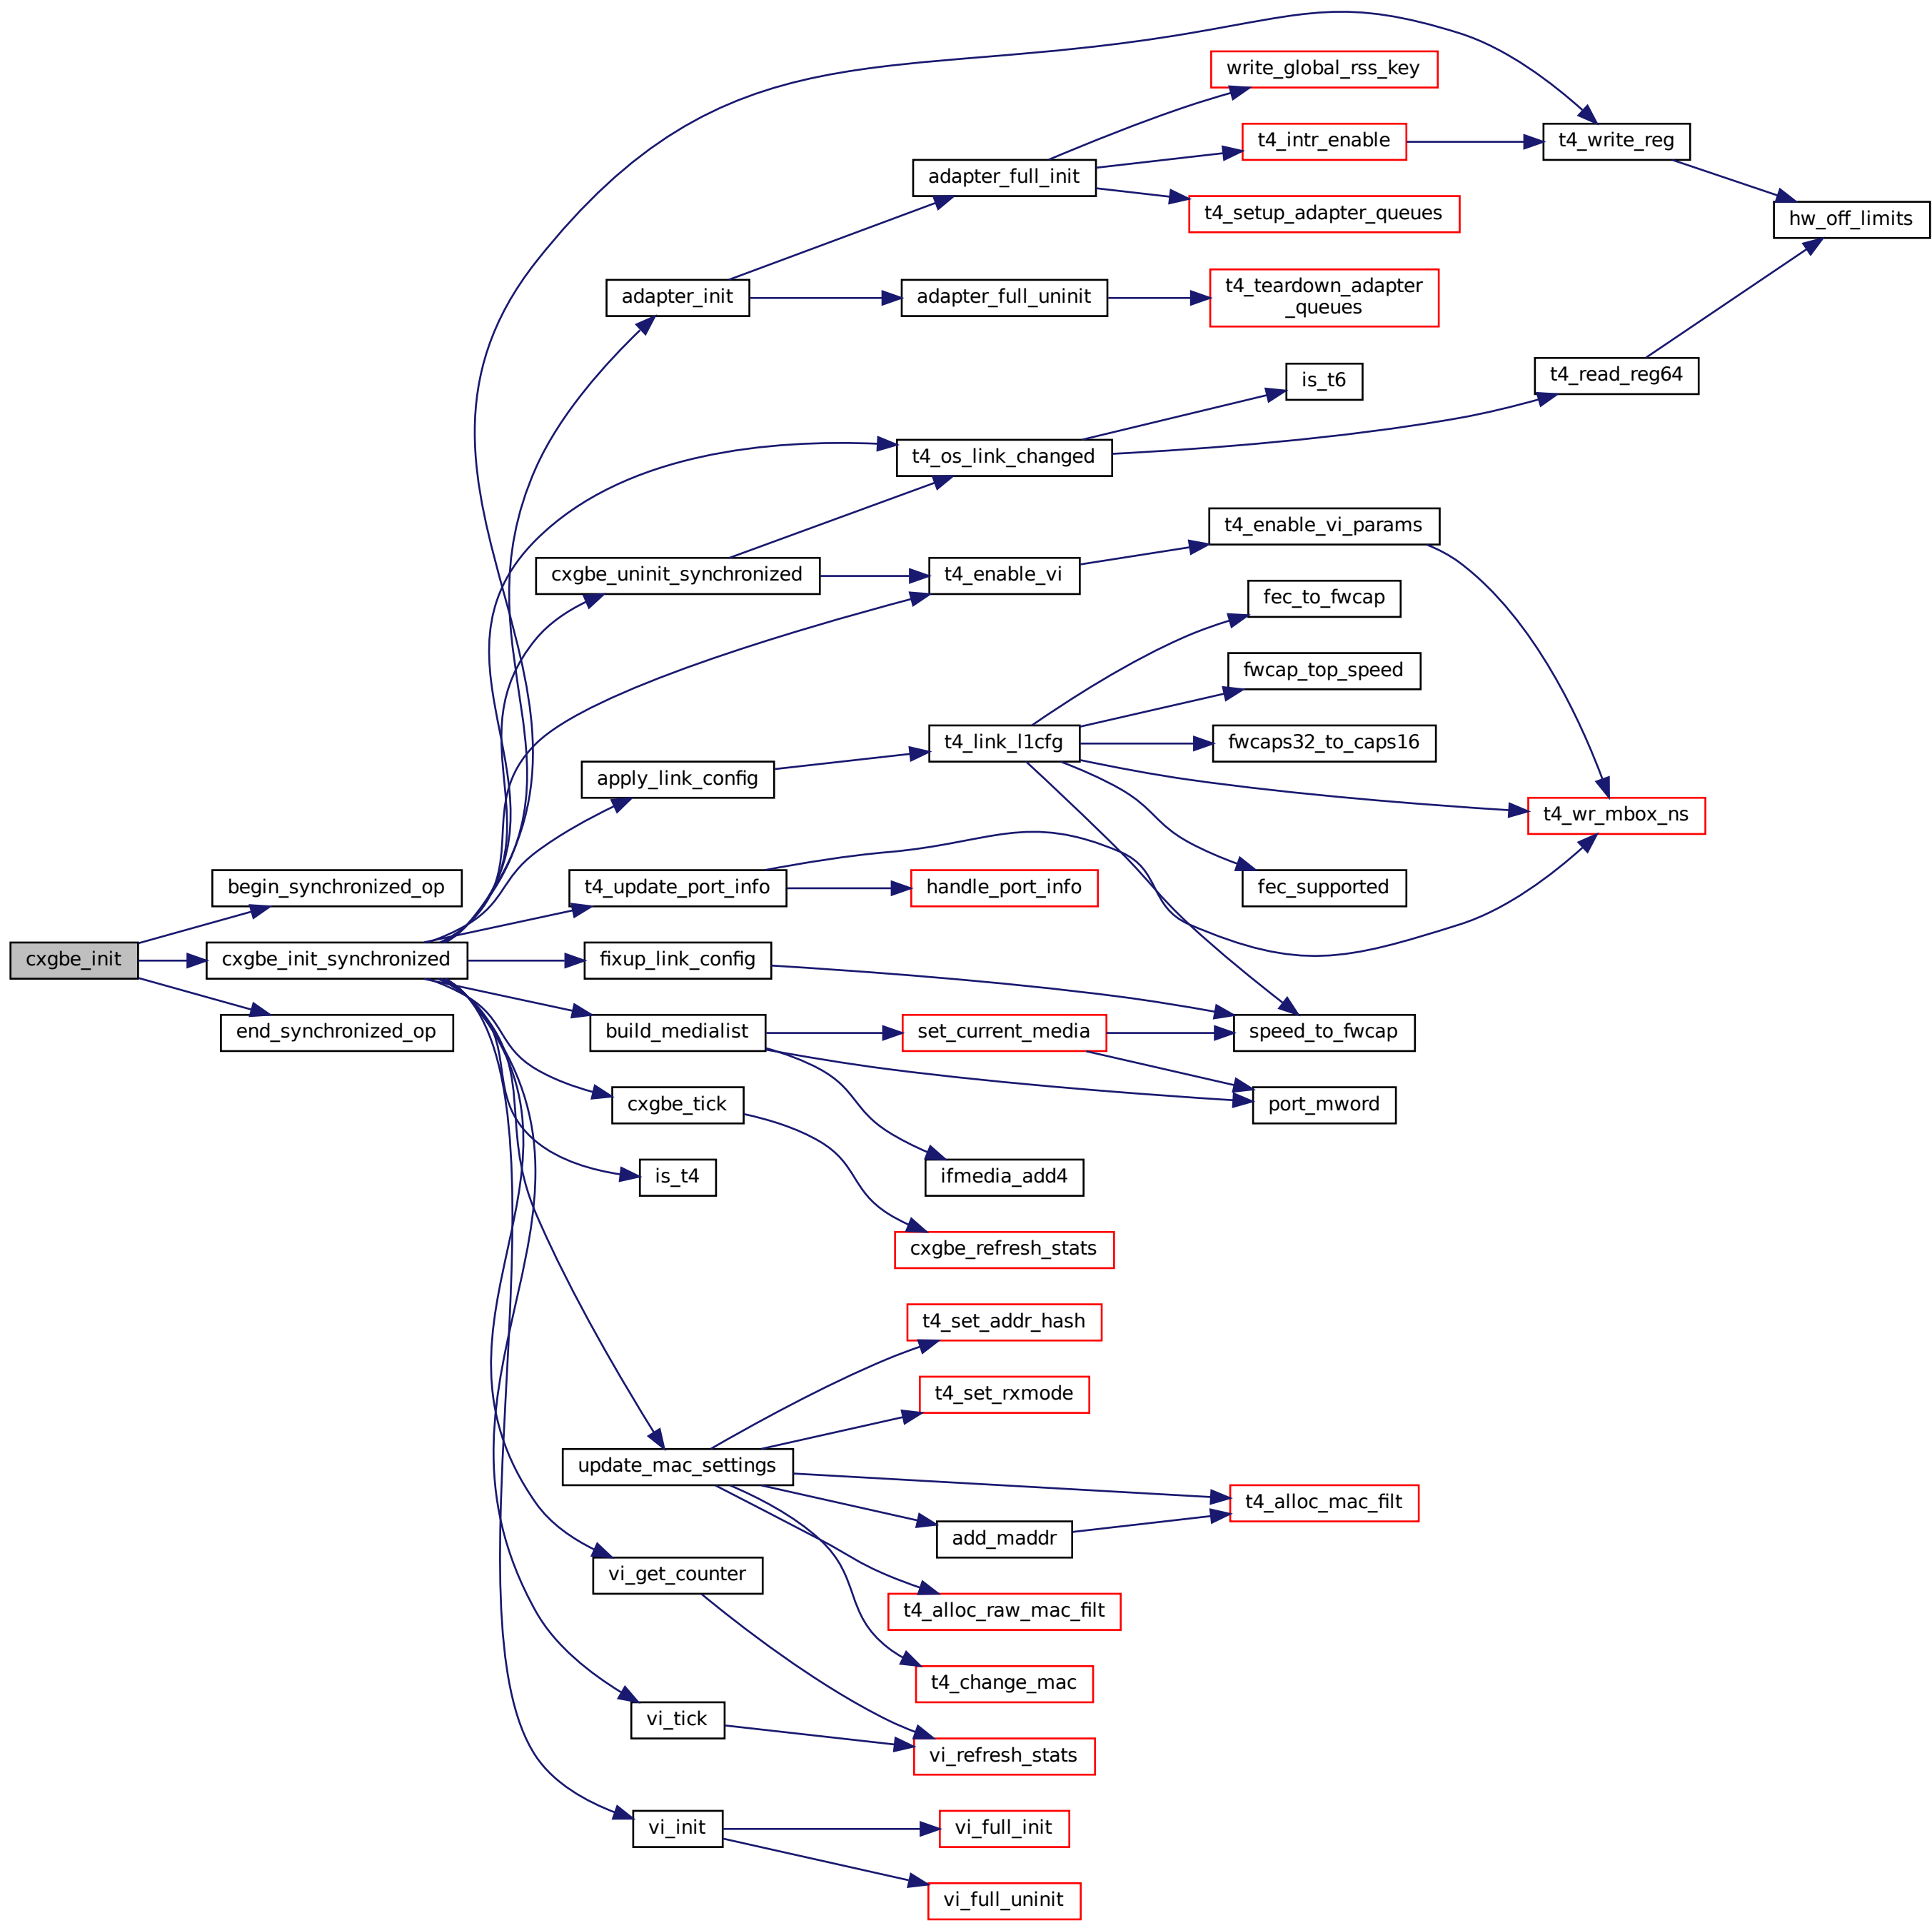 write_global_rss_key
t4_intr_enable
t4_write_reg
adapter_full_init
t4_setup_adapter_queues
hw_off_limits
adapter_init
adapter_full_uninit
t4_teardown_adapter
_queues
is_t6
t4_read_reg64
t4_os_link_changed
t4_enable_vi_params
cxgbe_uninit_synchronized
t4_enable_vi
fec_to_fwcap
fwcap_top_speed
t4_link_l1cfg
fwcaps32_to_caps16
apply_link_config
t4_wr_mbox_ns
begin_synchronized_op
t4_update_port_info
handle_port_info
fec_supported
cxgbe_init
cxgbe_init_synchronized
fixup_link_config
end_synchronized_op
build_medialist
set_current_media
speed_to_fwcap
cxgbe_tick
port_mword
is_t4
ifmedia_add4
cxgbe_refresh_stats
t4_set_addr_hash
t4_set_rxmode
update_mac_settings
t4_alloc_mac_filt
add_maddr
vi_get_counter
t4_alloc_raw_mac_filt
t4_change_mac
vi_tick
vi_refresh_stats
vi_init
vi_full_init
vi_full_uninit